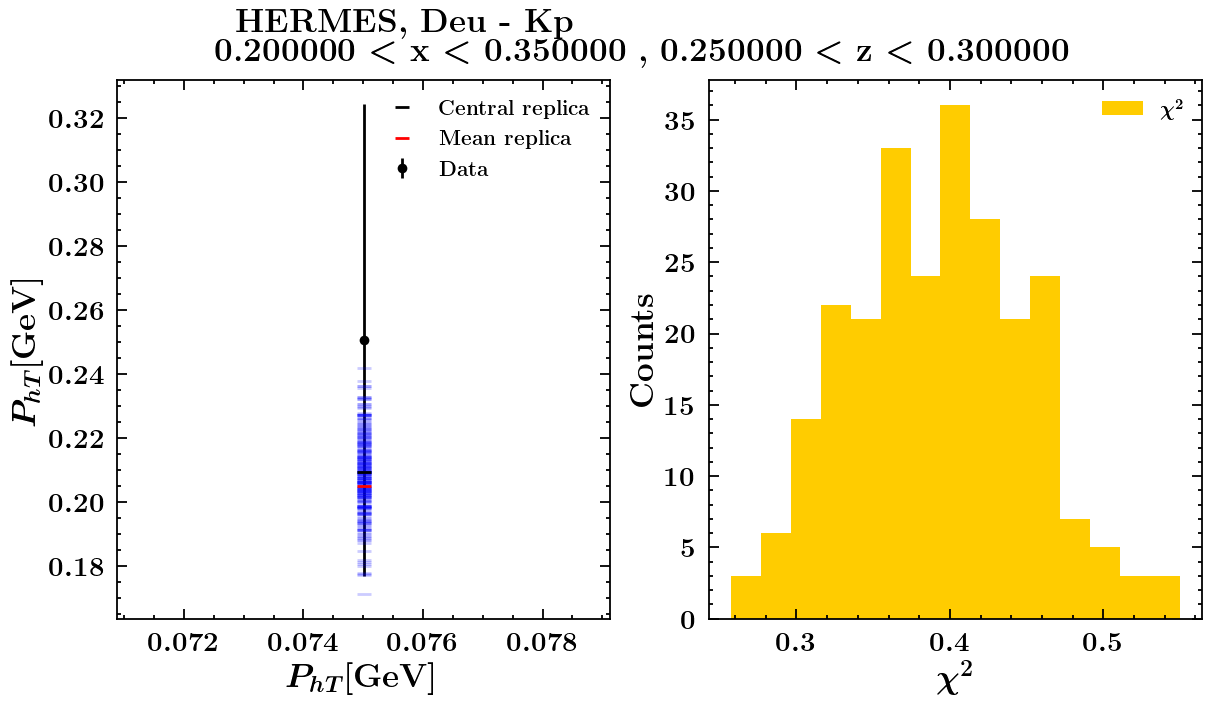 HERMES, Deu - Kp
0.200000 < x < 0.350000 , 0.250000 < z < 0.300000
0.32
0.30
0.28
0.26
0.24
0.22
0.20
0.18
P_{hT}[GeV]
Central replica
Mean replica
Data
0.072 0.074 0.076 0.078
P_{hT}[GeV]
35
30
25
20
15
10
5
0
Counts
χ²
0.3 0.4 0.5
χ²